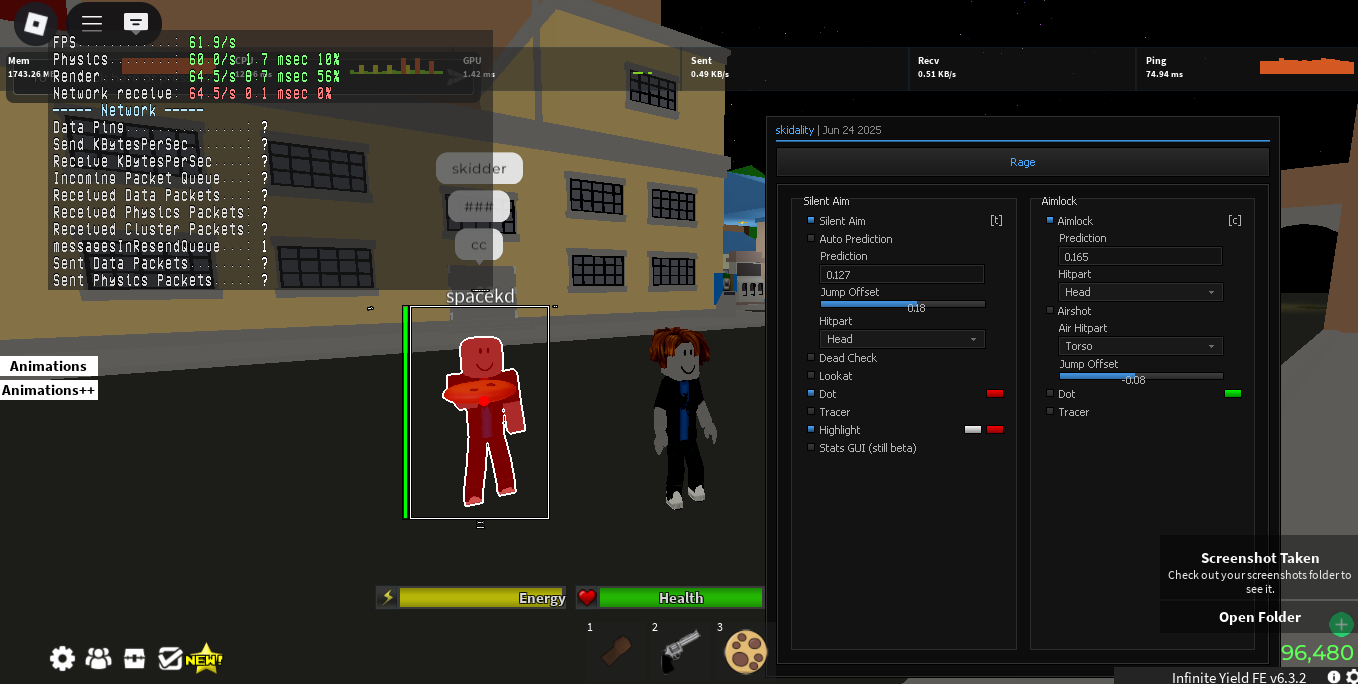 FPS............: 61.9/s
Physics........: 60.0/s 1.7 msec 10%
Render.........: 64.5/s 8.7 msec 56%
Network receive: 64.5/s 0.1 msec 0%
----- Network -----
Data Ping..............: ?
Send KBytesPerSec......: ?
Receive KBytesPerSec...: ?
Incoming Packet Queue..: ?
Received Data Packets..: ?
Received Physics Packets: ?
Received Cluster Packets: ?
messagesInResendQueue..: 1
Sent Data Packets......: ?
Sent Physics Packets...: ?
Mem
1743.26
CPU
GPU
1.42 ms
Sent
0.49 KB/s
Recv
0.51 KB/s
Ping
74.94 ms
skidder
###
cc
spacekd
Animations
Animations++
skidality | Jun 24 2025
Rage
Silent Aim
Silent Aim [t]
Auto Prediction
Prediction
0.127
Jump Offset
0.18
Hitpart
Head
Dead Check
Lookat
Dot
Tracer
Highlight
Stats GUI (still beta)
Aimlock
Aimlock [c]
Prediction
0.165
Hitpart
Head
Airshot
Air Hitpart
Torso
Jump Offset
-0.08
Dot
Tracer
Energy
Health
1
2
3
NEW!
Screenshot Taken
Check out your screenshots folder to
see it.
Open Folder
96,480
Infinite Yield FE v6.3.2